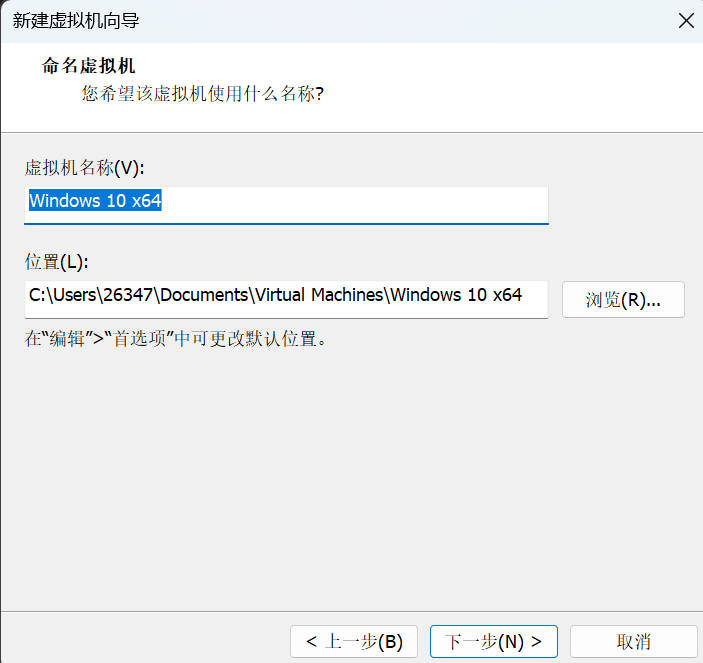 新建虚拟机向导
命名虚拟机
您希望该虚拟机使用什么名称?
虚拟机名称(V):
Windows 10 x64
位置(L):
C:\Users\26347\Documents\Virtual Machines\Windows 10 x64
浏览(R)...
在“编辑”>“首选项”中可更改默认位置。
< 上一步(B)
下一步(N) >
取消